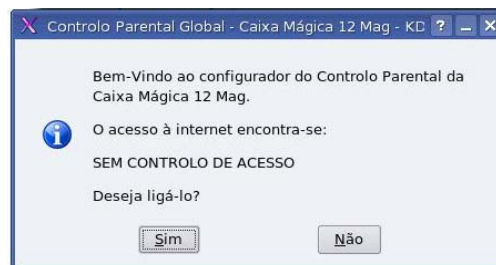 Controlo Parental Global - Caixa Mágica 12 Mag - KD
Bem-Vindo ao configurador do Controlo Parental da
Caixa Mágica 12 Mag.
O acesso à internet encontra-se:
SEM CONTROLO DE ACESSO
Deseja ligá-lo?
Sim
Não